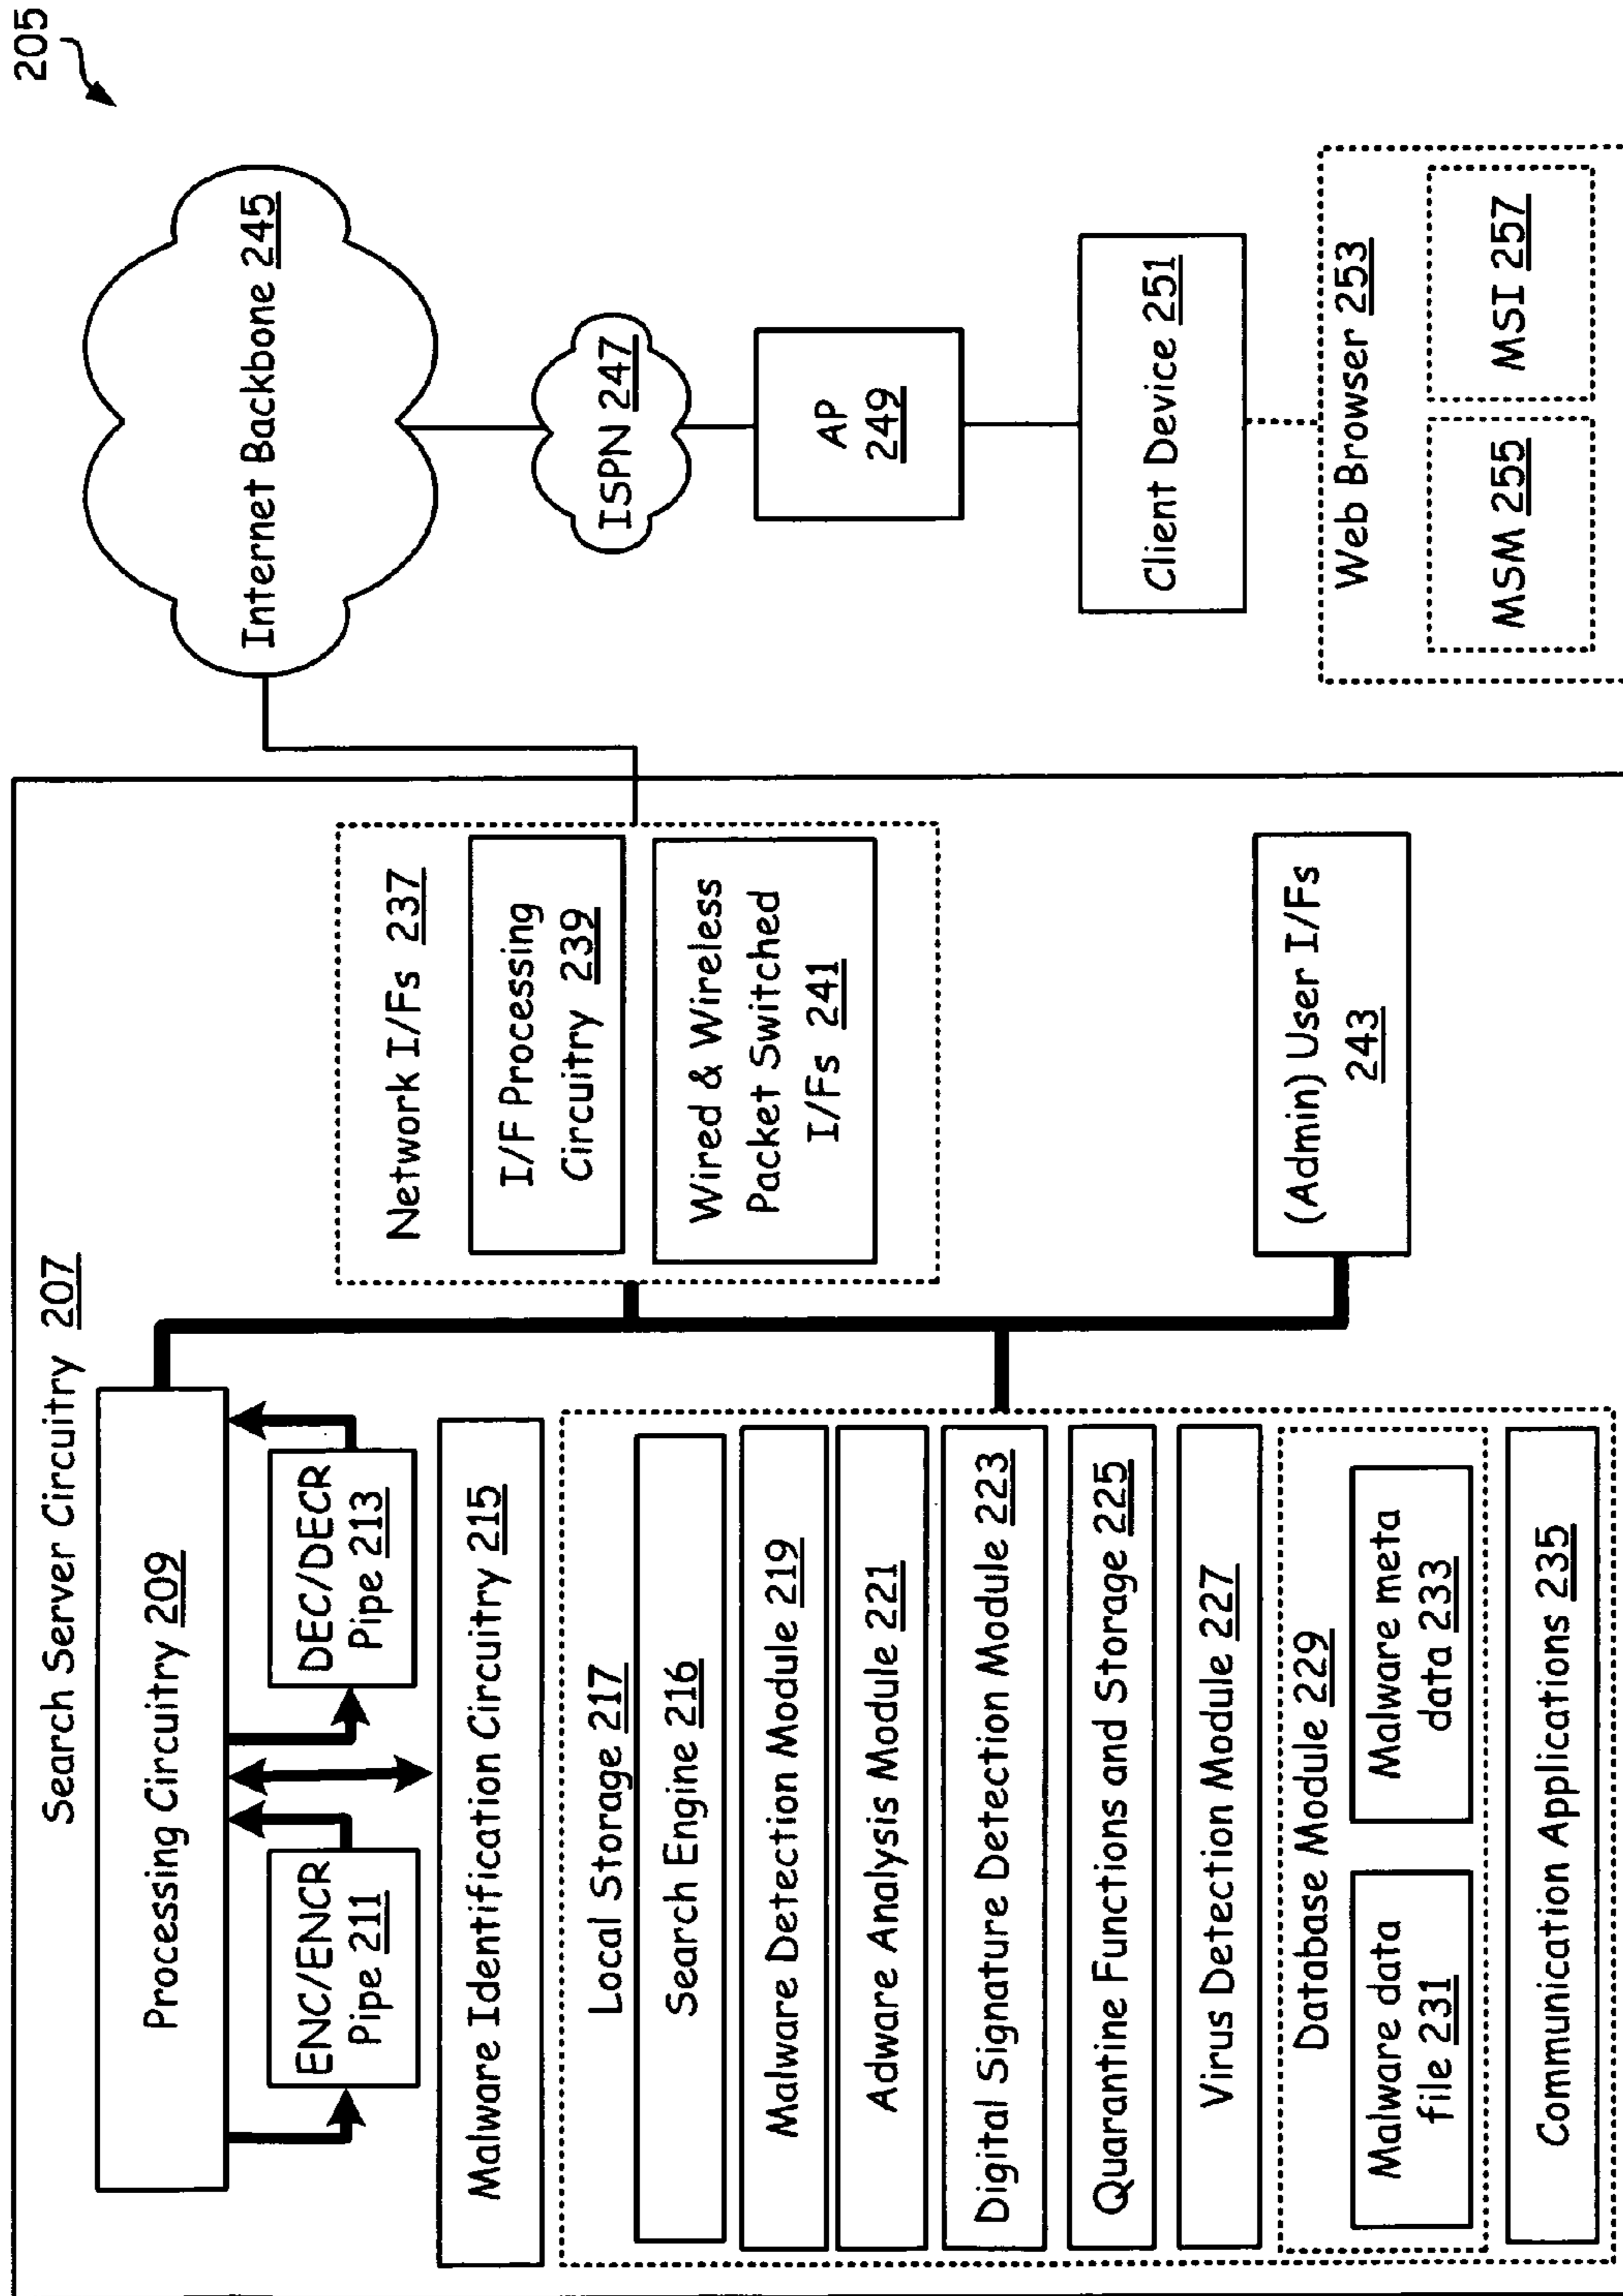 205
Search Server Circuitry 207
Processing Circuitry 209
ENC/ENCR
Pipe 211
DEC/DECR
Pipe 213
Malware Identification Circuitry 215
Local Storage 217
Search Engine 216
Malware Detection Module 219
Adware Analysis Module 221
Digital Signature Detection Module 223
Quarantine Functions and Storage 225
Virus Detection Module 227
Database Module 229
Malware data
file 231
Malware meta
data 233
Communication Applications 235
Network I/Fs 237
I/F Processing
Circuitry 239
Wired & Wireless
Packet Switched
I/Fs 241
(Admin) User I/Fs
243
Internet Backbone 245
ISPN 247
AP
249
Client Device 251
Web Browser 253
MSM 255
MSI 257